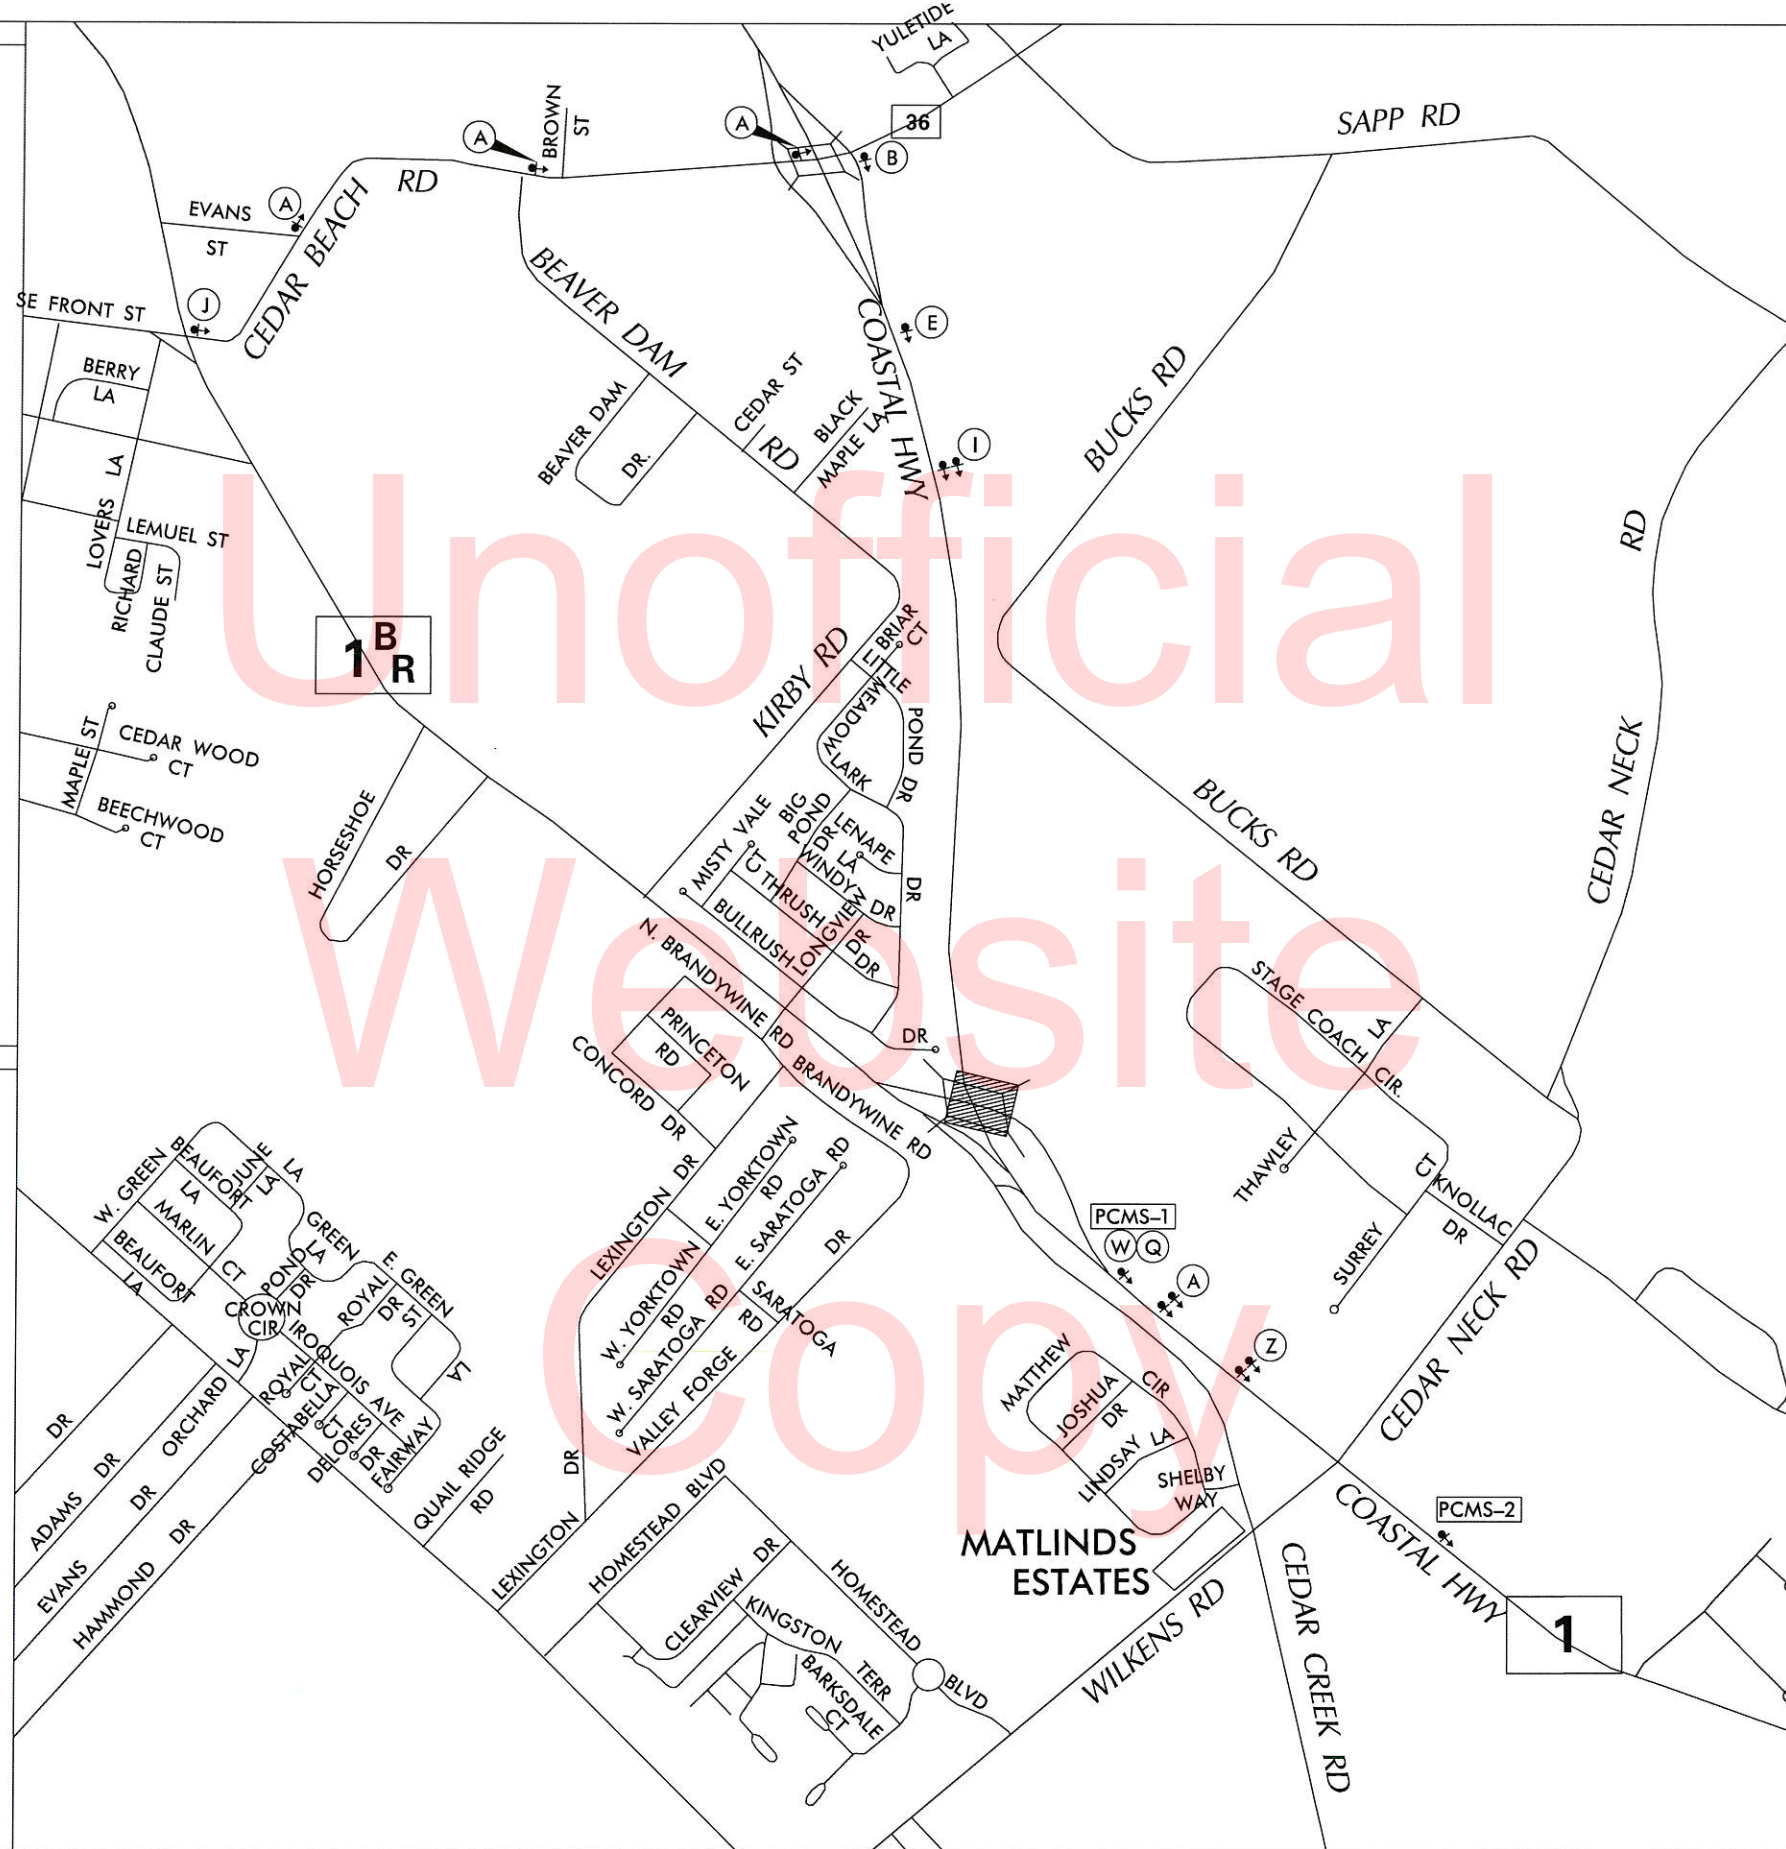 YULETIDE
LA
36
SAPP RD
BROWN
ST
A
A
B
RD
EVANS
ST
A
CEDAR BEACH
SE FRONT ST
J
BEAVER DAM
RD
COASTAL HWY
E
BERRY
LA
BEAVER DAM
DR.
CEDAR ST
BLACK
MAPLE LA
I
BUCKS RD
LOVERS LA
LEMUEL ST
RICHARD
CLAUDE ST
RD
Unofficial
1 B R
KIRBY RD
BRIAR
CT
LITTLE
POND DR
MEADOW
LARK
MAPLE ST
CEDAR WOOD
CT
BEECHWOOD
CT
HORSESHOE
DR
MISTY VALE
CT
BIG
POND
DR
LENAPE
LA
WINDY
DR
DR
THRUSH
DR
BULLRUSH
LONGVIEW
DR
DR
BUCKS RD
CEDAR NECK
Website
N. BRANDYWINE RD
BRANDYWINE RD
PRINCETON
RD
CONCORD DR
STAGE COACH
CIR.
LA
THAWLEY
CT
KNOLLAC
DR
SURREY
CEDAR NECK RD
W. GREEN
BEAUFORT
LA
JUNE
LA
LA
MARLIN CT
BEAUFORT
LA
GREEN
LA
POND
DR
E. GREEN
ST
LA
ROYAL
DR
CROWN
CIR
IROQUOIS AVE
ROYAL
CT
COSTABELLA
CT
DELORES
DR
FAIRWAY
LA
ORCHARD
DR
ADAMS DR
EVANS DR
HAMMOND DR
QUAIL RIDGE
RD
LEXINGTON DR
E. YORKTOWN
RD
W. YORKTOWN
RD
E. SARATOGA RD
W. SARATOGA RD
SARATOGA
RD
VALLEY FORGE
DR
LEXINGTON
DR
Copy
PCMS-1
W Q
A
Z
MATTHEW
CIR
JOSHUA
DR
LINDSAY LA
SHELBY
WAY
MATLINDS
ESTATES
HOMESTEAD BLVD
CLEARVIEW DR
KINGSTON
TERR
BARKSDALE
CT
HOMESTEAD
BLVD
WILKENS RD
CEDAR CREEK RD
COASTAL HWY
PCMS-2
1